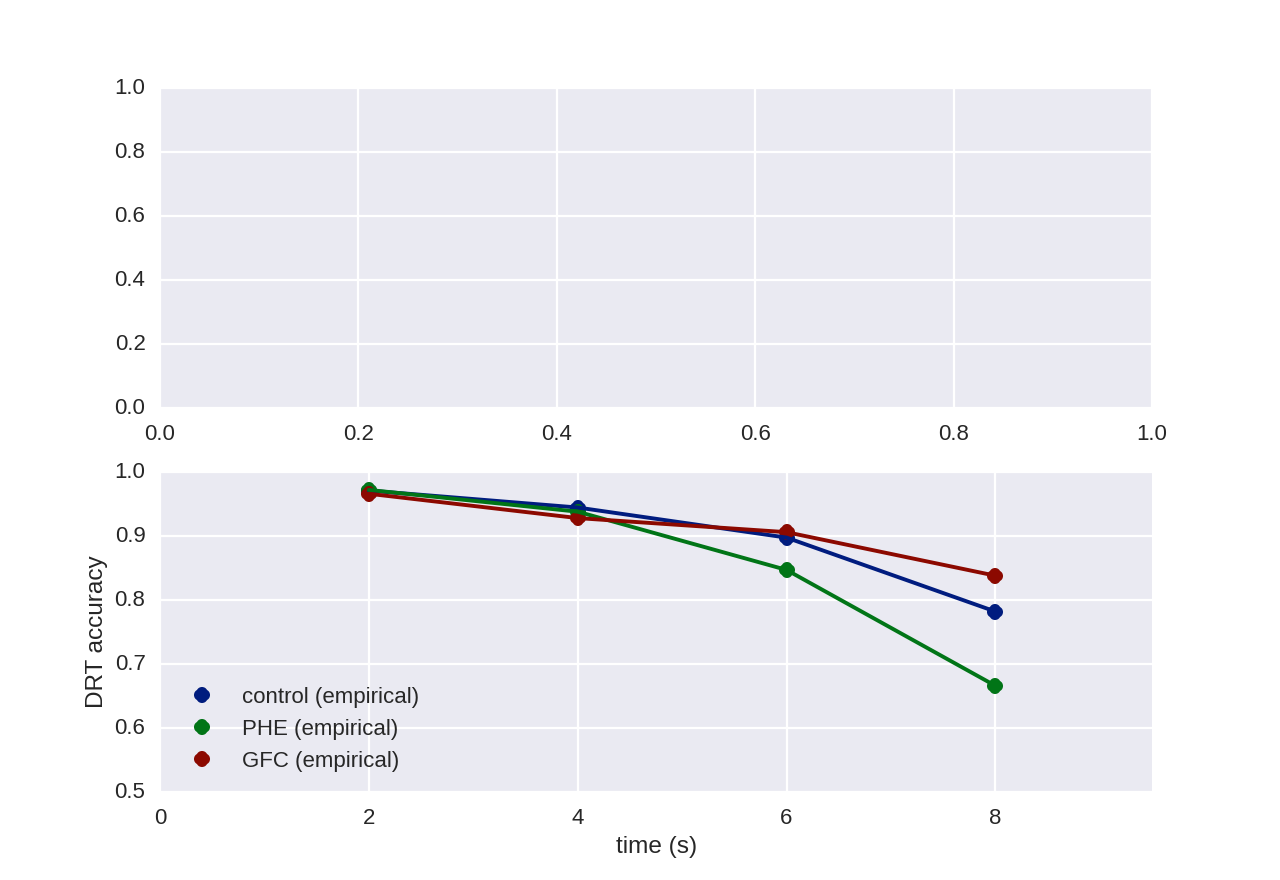 1.0
0.8
0.6
0.4
0.2
0.0
0.0 0.2 0.4 0.6 0.8 1.0
1.0
0.9
0.8
0.7
0.6
0.5
DRT accuracy
control (empirical)
PHE (empirical)
GFC (empirical)
0 2 4 6 8
time (s)